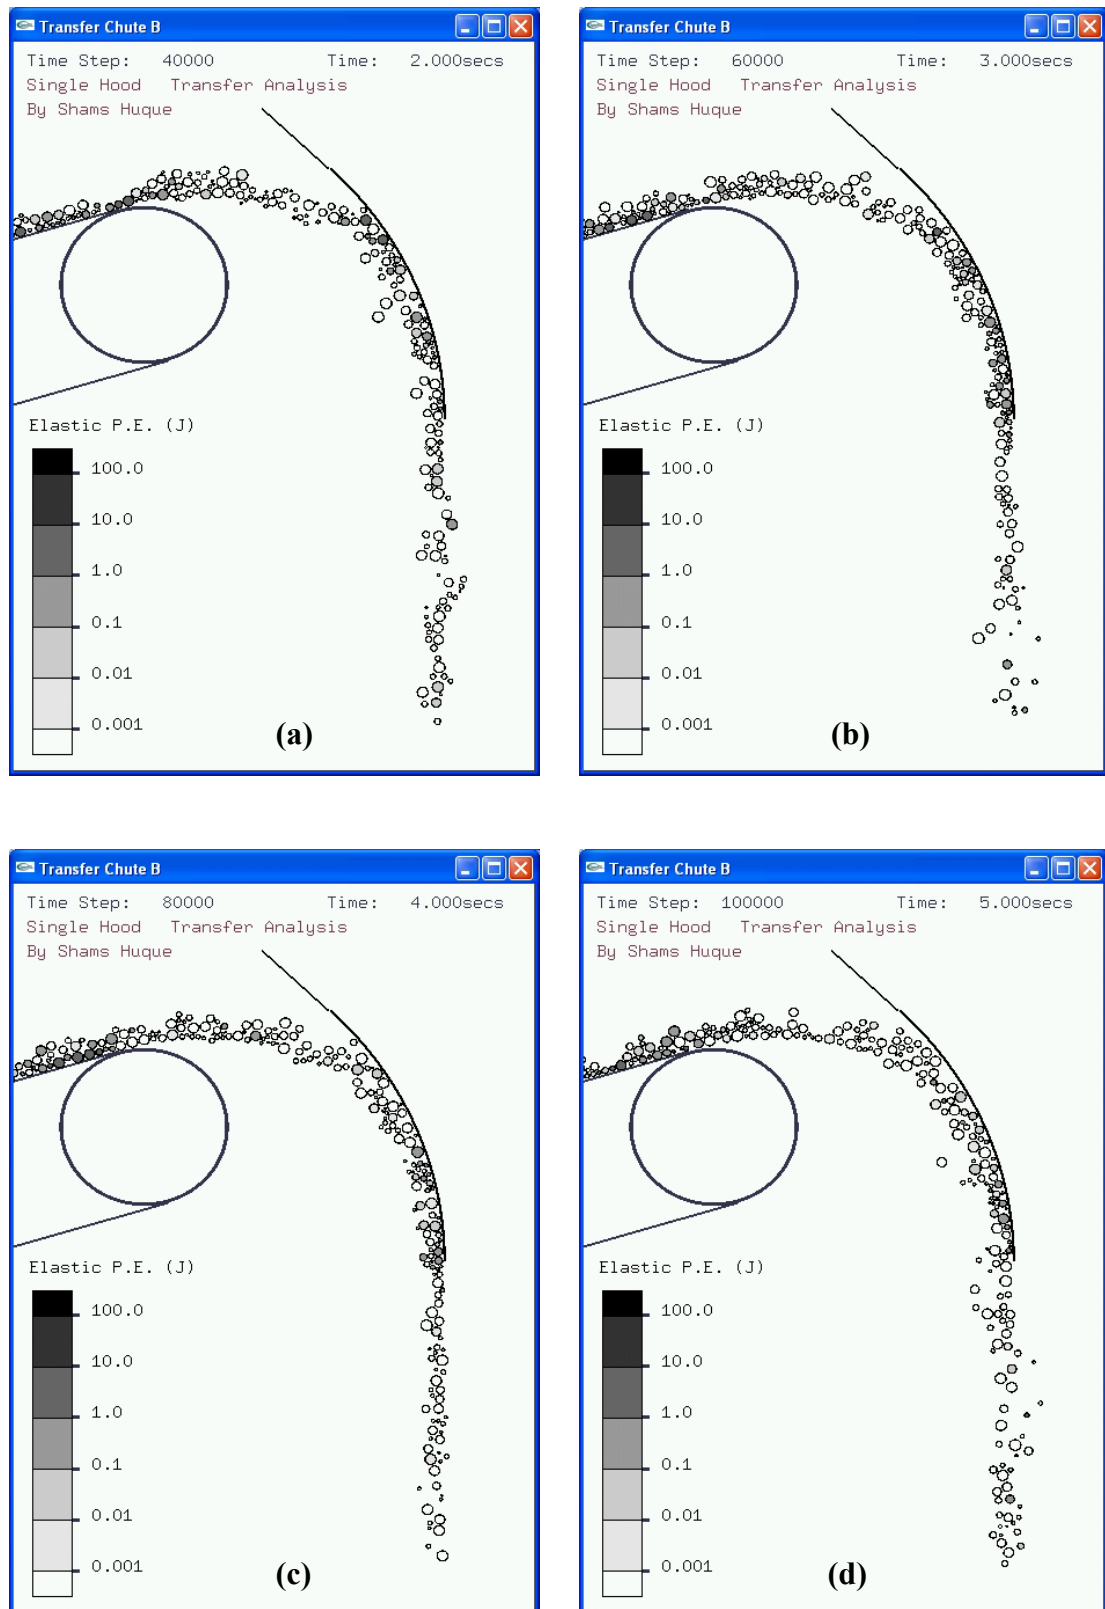 Transfer Chute B
Time Step: 40000 Time: 2.000secs
Single Hood Transfer Analysis
By Shams Huque
Elastic P.E. (J)
100.0
10.0
1.0
0.1
0.01
0.001
(a)
Transfer Chute B
Time Step: 60000 Time: 3.000secs
Single Hood Transfer Analysis
By Shams Huque
Elastic P.E. (J)
100.0
10.0
1.0
0.1
0.01
0.001
(b)
Transfer Chute B
Time Step: 80000 Time: 4.000secs
Single Hood Transfer Analysis
By Shams Huque
Elastic P.E. (J)
100.0
10.0
1.0
0.1
0.01
0.001
(c)
Transfer Chute B
Time Step: 100000 Time: 5.000secs
Single Hood Transfer Analysis
By Shams Huque
Elastic P.E. (J)
100.0
10.0
1.0
0.1
0.01
0.001
(d)